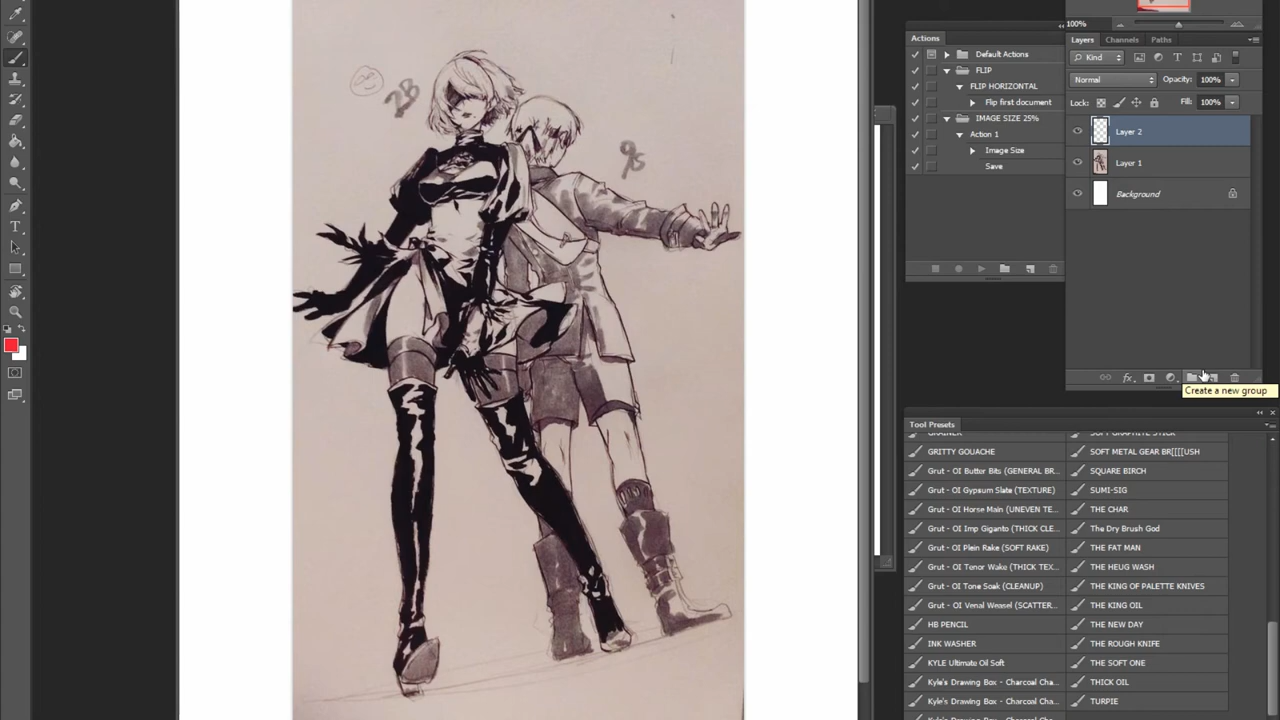 2B
9s
100%
Actions
Default Actions
FLIP
FLIP HORIZONTAL
Flip first document
IMAGE SIZE 25%
Action 1
Image Size
Save
Layers Channels Paths
Kind
Normal Opacity: 100%
Lock: Fill: 100%
Layer 2
Layer 1
Background
fx
Create a new group
Tool Presets
GRITTY GOUACHE
Grut - OI Butter Bits (GENERAL BR...
Grut - OI Gypsum Slate (TEXTURE)
Grut - OI Horse Main (UNEVEN TE...
Grut - OI Imp Giganto (THICK CLE...
Grut - OI Plein Rake (SOFT RAKE)
Grut - OI Tenor Wake (THICK TEX...
Grut - OI Tone Soak (CLEANUP)
Grut - OI Venal Weasel (SCATTER...
HB PENCIL
INK WASHER
KYLE Ultimate Oil Soft
Kyle's Drawing Box - Charcoal Cha...
Kyle's Drawing Box - Charcoal Cha...
SOFT GRAPHITE STICK
SOFT METAL GEAR BR[[[[USH
SQUARE BIRCH
SUMI-SIG
THE CHAR
The Dry Brush God
THE FAT MAN
THE HEUG WASH
THE KING OF PALETTE KNIVES
THE KING OIL
THE NEW DAY
THE ROUGH KNIFE
THE SOFT ONE
THICK OIL
TURPIE